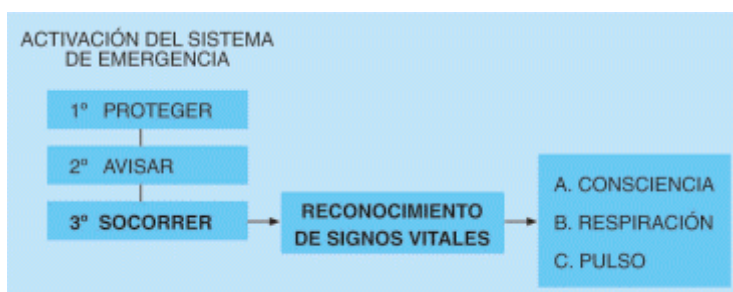 ACTIVACIÓN DEL SISTEMA
DE EMERGENCIA
1º PROTEGER
2º AVISAR
3º SOCORRER
RECONOCIMIENTO
DE SIGNOS VITALES
A. CONSCIENCIA
B. RESPIRACIÓN
C. PULSO